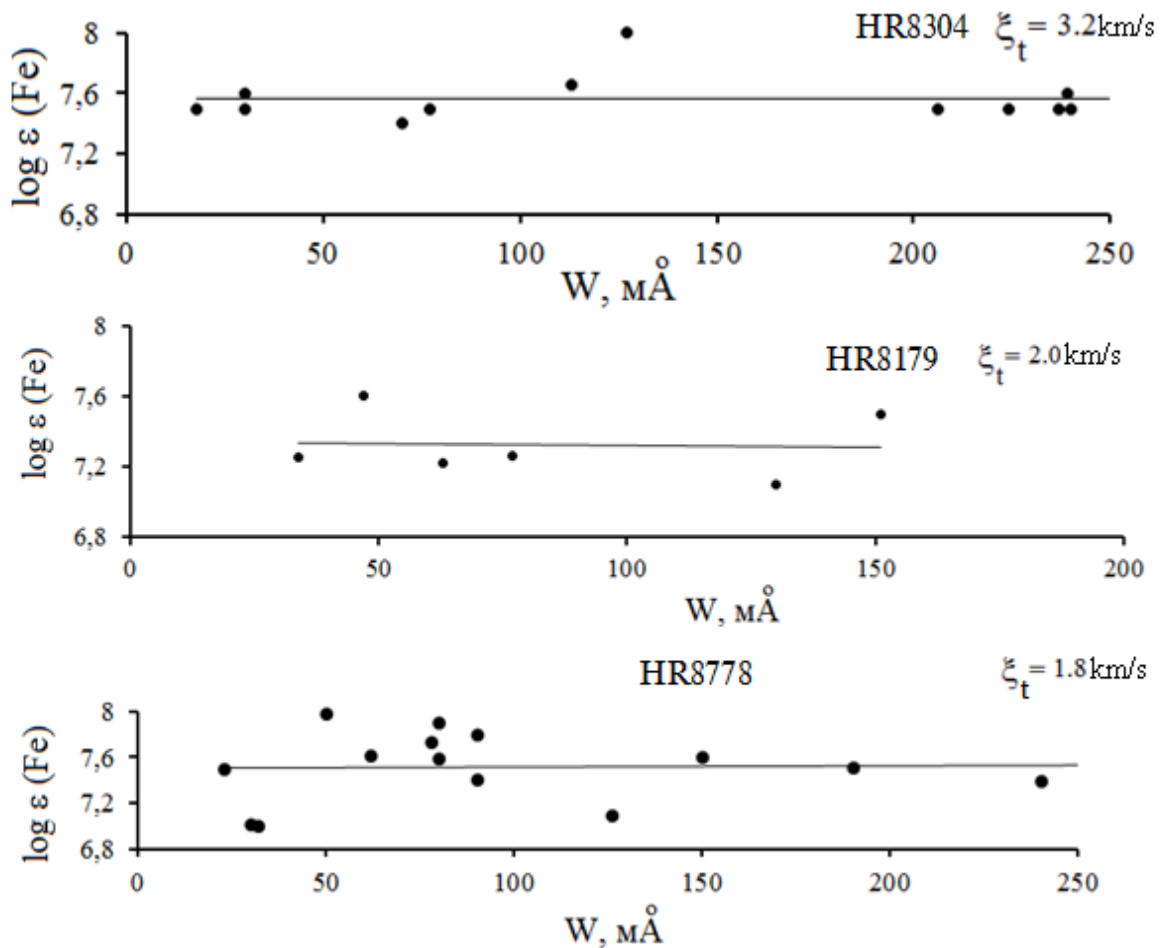 HR8304 ξt = 3.2km/s
log ε (Fe)
8
7,6
7,2
6,8
0 50 100 150 200 250
W, мÅ
HR8179 ξt = 2.0km/s
log ε (Fe)
8
7,6
7,2
6,8
0 50 100 150 200
W, мÅ
HR8778 ξt = 1.8km/s
log ε (Fe)
8
7,6
7,2
6,8
0 50 100 150 200 250
W, мÅ